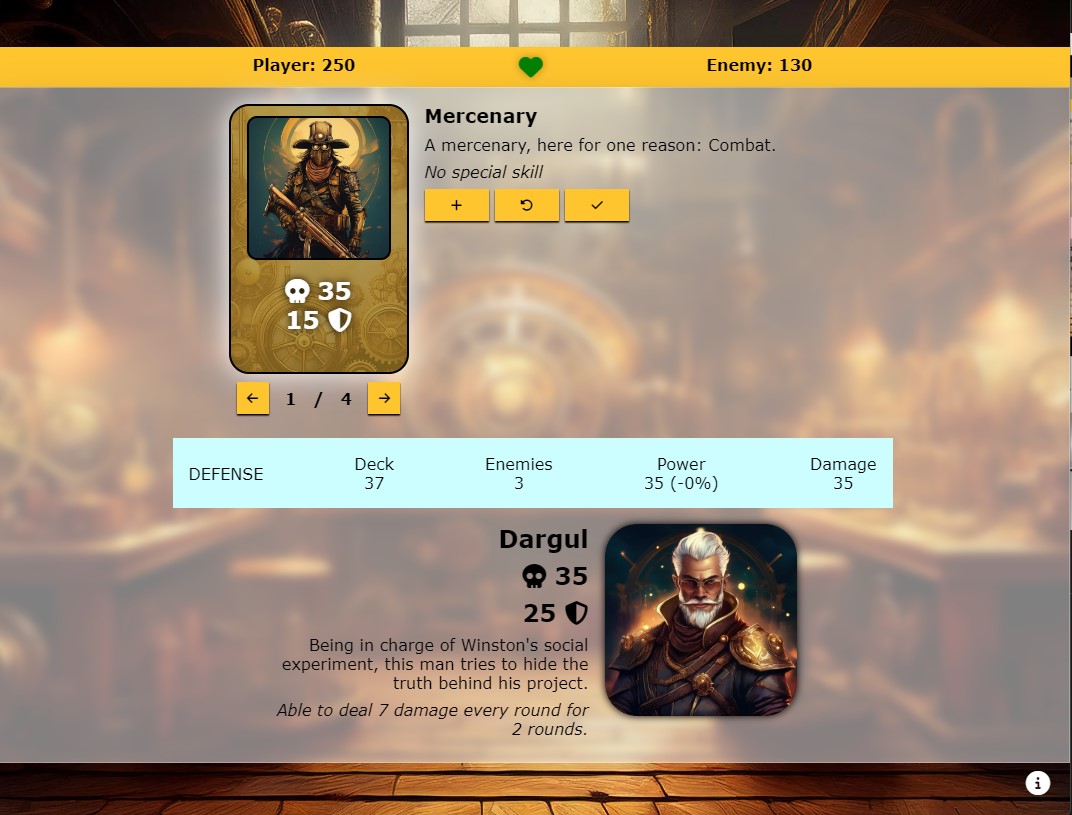 Player: 250
Enemy: 130
Mercenary
A mercenary, here for one reason: Combat.
No special skill
35
15
1 / 4
DEFENSE
Deck
37
Enemies
3
Power
35 (-0%)
Damage
35
Dargul
35
25
Being in charge of Winston's social
experiment, this man tries to hide the
truth behind his project.
Able to deal 7 damage every round for
2 rounds.